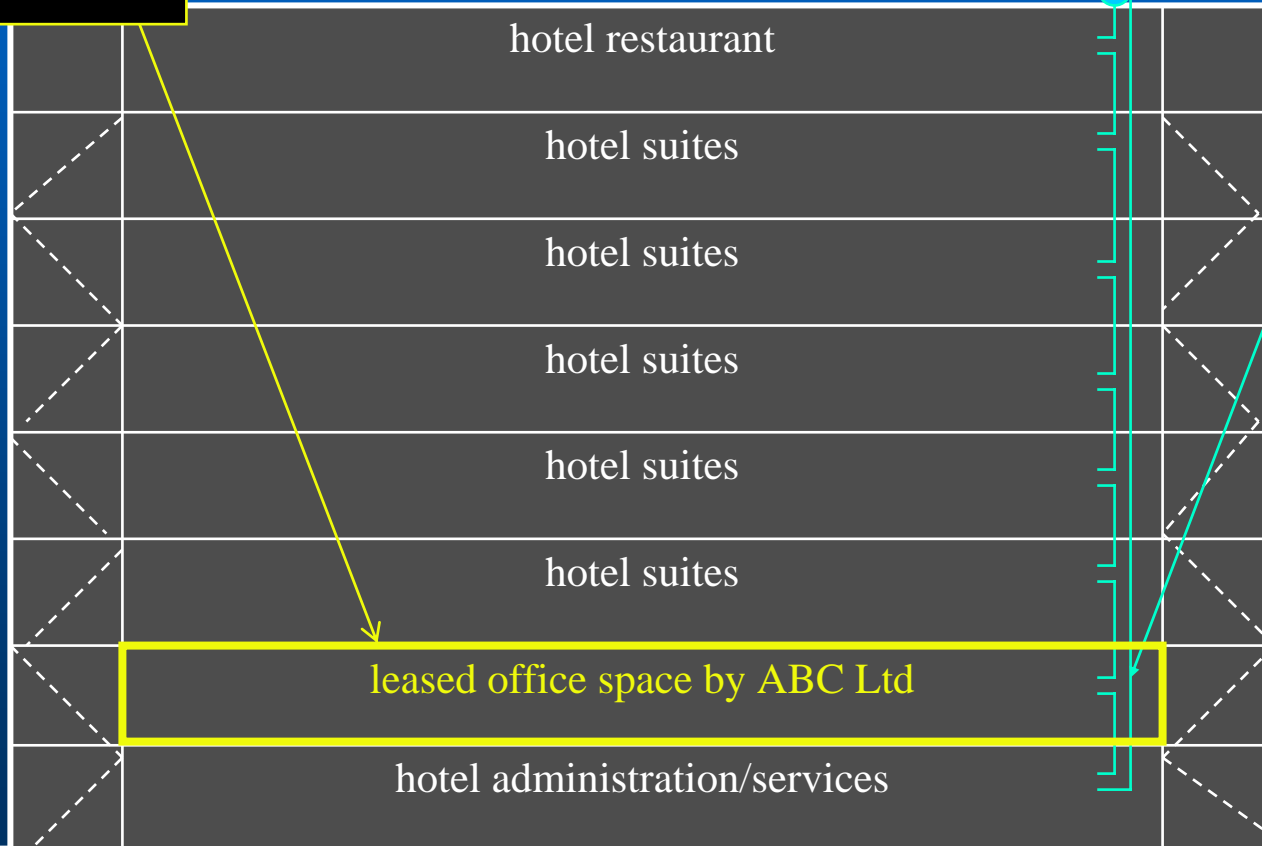 hotel restaurant
hotel suites
hotel suites
hotel suites
hotel suites
hotel suites
leased office space by ABC Ltd
hotel administration/services